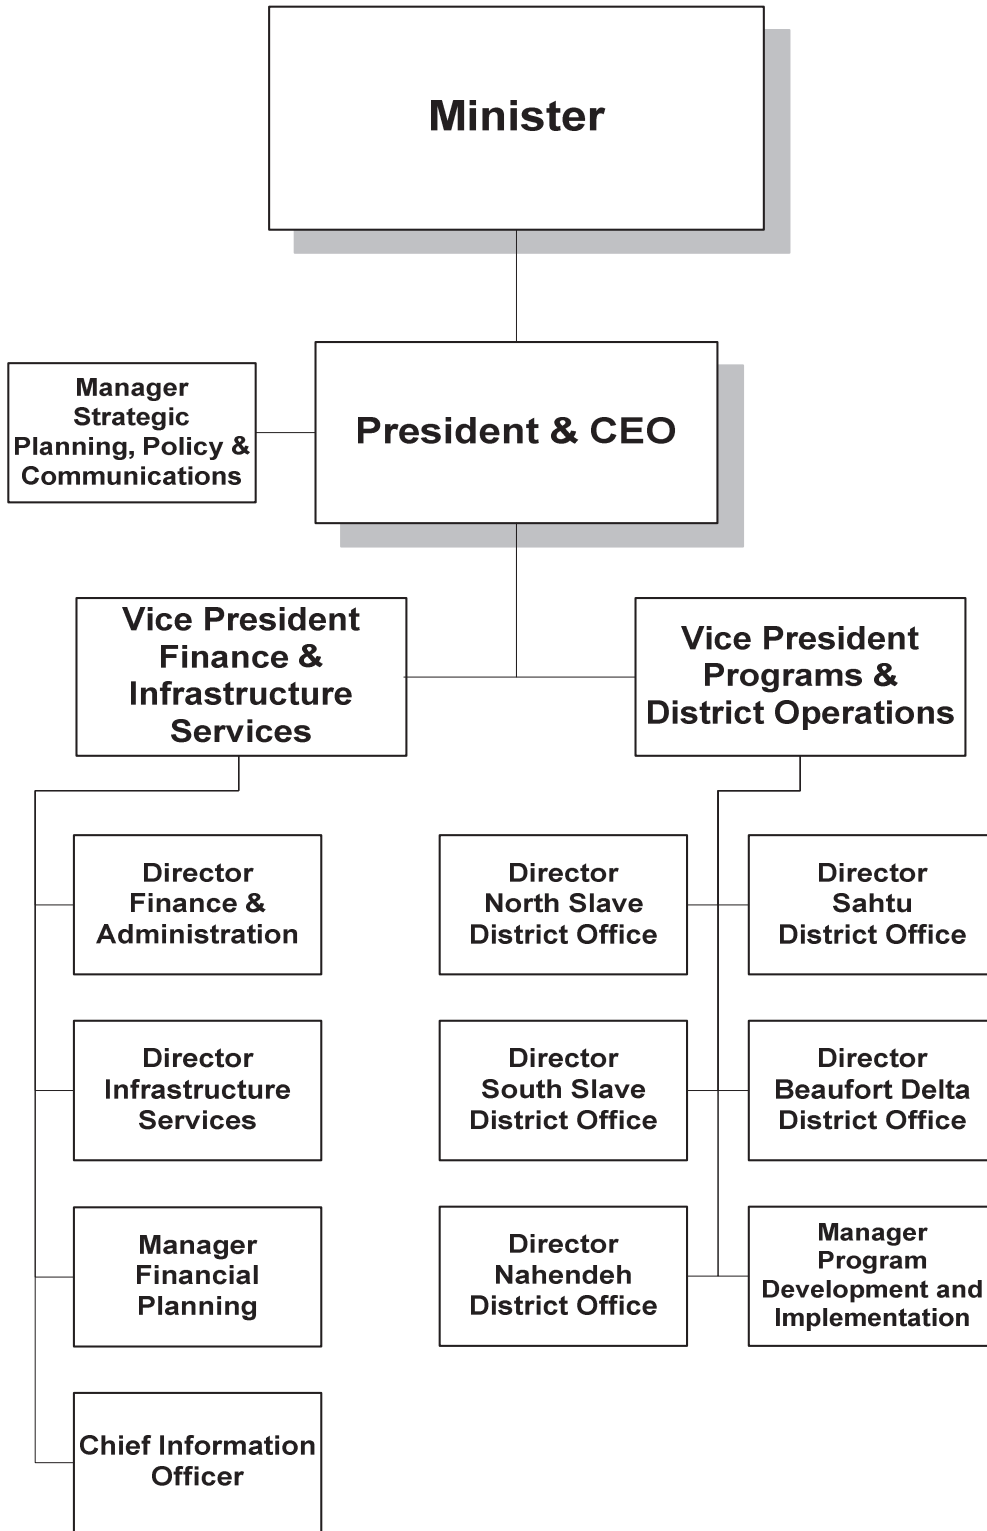 Minister
President & CEO
Manager
Strategic
Planning, Policy &
Communications
Vice President
Finance &
Infrastructure
Services
Vice President
Programs &
District Operations
Director
Finance &
Administration
Director
North Slave
District Office
Director
Sahtu
District Office
Director
Infrastructure
Services
Director
South Slave
District Office
Director
Beaufort Delta
District Office
Manager
Financial
Planning
Director
Nahendeh
District Office
Manager
Program
Development and
Implementation
Chief Information
Officer